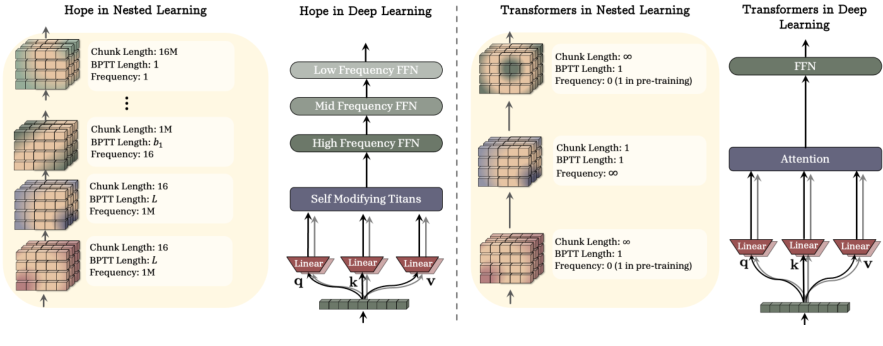 Hope in Nested Learning
Chunk Length: 16M
BPTT Length: 1
Frequency: 1
Chunk Length: 1M
BPTT Length: b₁
Frequency: 16
Chunk Length: 16
BPTT Length: L
Frequency: 1M
Chunk Length: 16
BPTT Length: L
Frequency: 1M
Hope in Deep Learning
Low Frequency FFN
Mid Frequency FFN
High Frequency FFN
Self Modifying Titans
Linear
Linear
Linear
q
k
v
Transformers in Nested Learning
Chunk Length: ∞
BPTT Length: 1
Frequency: 0 (1 in pre-training)
Chunk Length: 1
BPTT Length: 1
Frequency: ∞
Chunk Length: ∞
BPTT Length: 1
Frequency: 0 (1 in pre-training)
Transformers in Deep
Learning
FFN
Attention
Linear
Linear
Linear
q
k
v